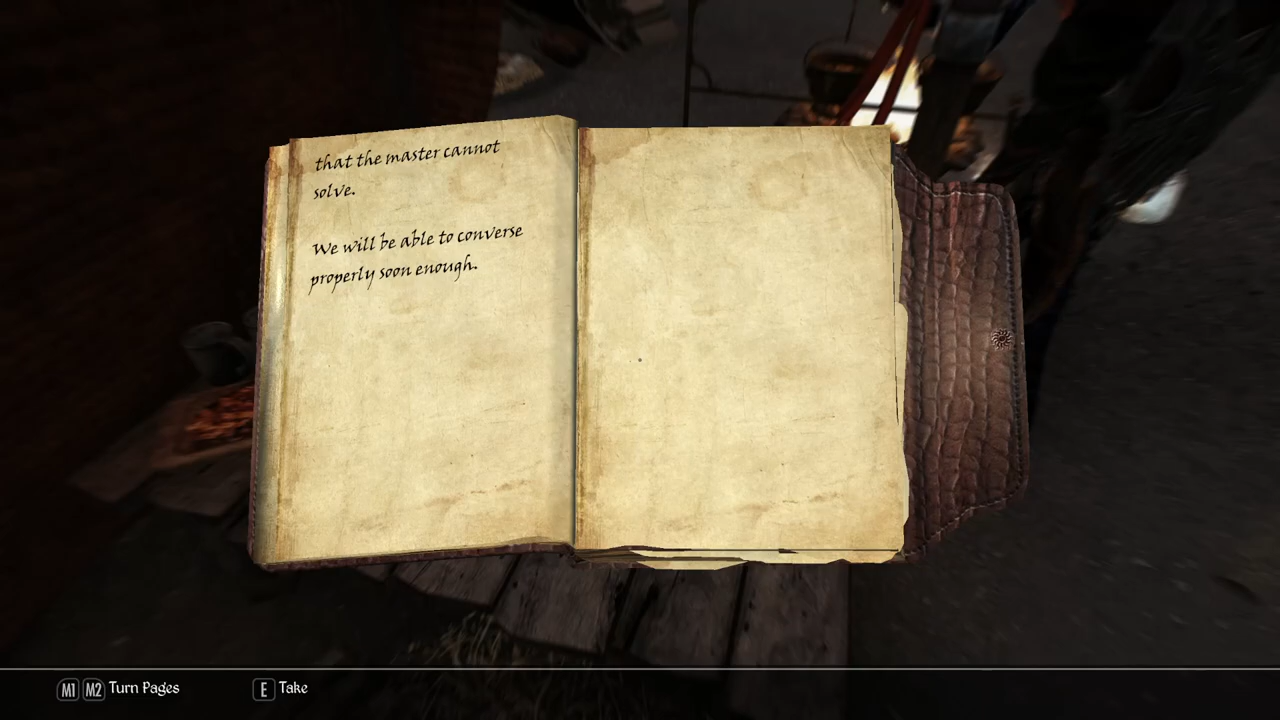 that the master cannot
solve.
We will be able to converse
properly soon enough.
M1 M2 Turn Pages
E Take